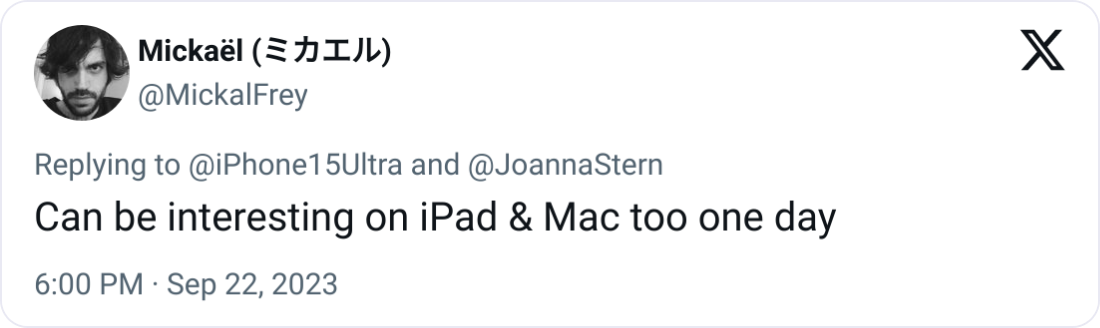 Mickaël (ミカエル)
@MickalFrey
Replying to @iPhone15Ultra and @JoannaStern
Can be interesting on iPad & Mac too one day
6:00 PM · Sep 22, 2023